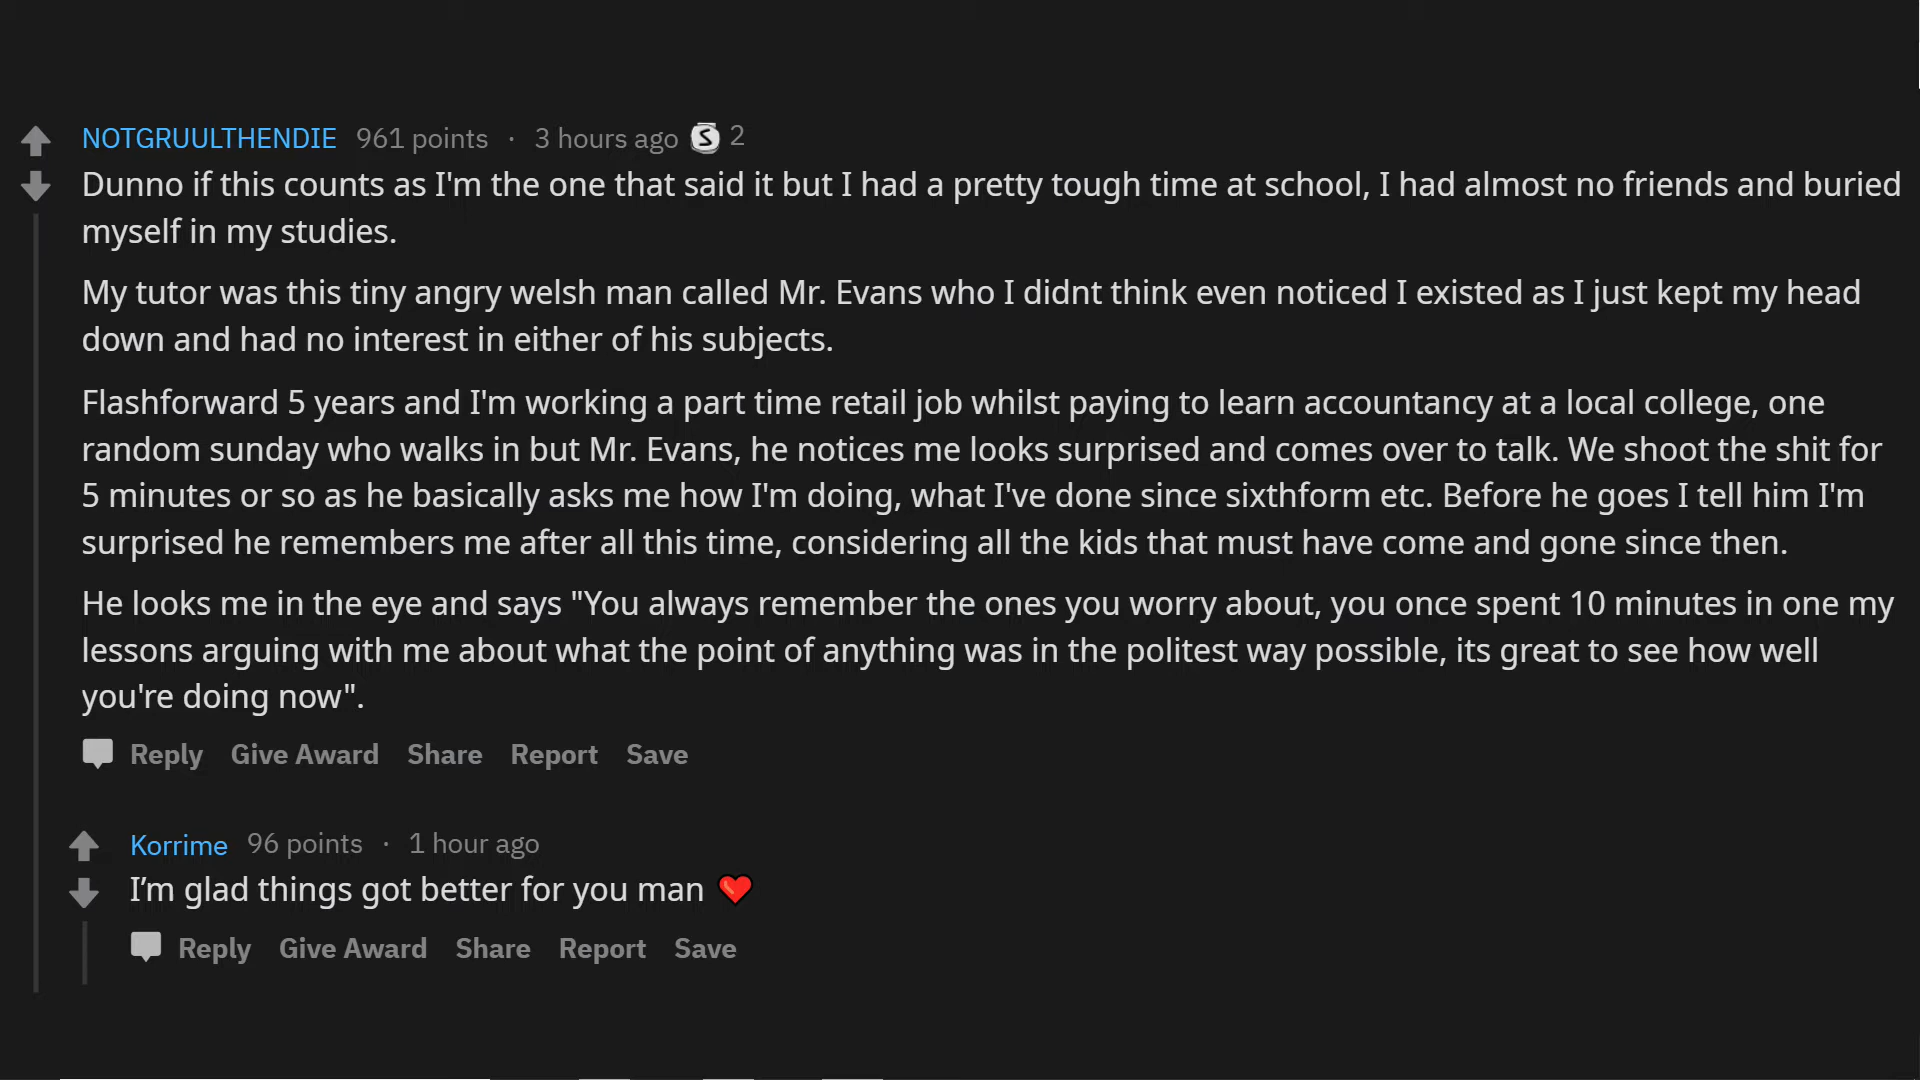 NOTGRUULTHENDIE 961 points · 3 hours ago S 2
Dunno if this counts as I'm the one that said it but I had a pretty tough time at school, I had almost no friends and buried
myself in my studies.
My tutor was this tiny angry welsh man called Mr. Evans who I didnt think even noticed I existed as I just kept my head
down and had no interest in either of his subjects.
Flashforward 5 years and I'm working a part time retail job whilst paying to learn accountancy at a local college, one
random sunday who walks in but Mr. Evans, he notices me looks surprised and comes over to talk. We shoot the shit for
5 minutes or so as he basically asks me how I'm doing, what I've done since sixthform etc. Before he goes I tell him I'm
surprised he remembers me after all this time, considering all the kids that must have come and gone since then.
He looks me in the eye and says "You always remember the ones you worry about, you once spent 10 minutes in one my
lessons arguing with me about what the point of anything was in the politest way possible, its great to see how well
you're doing now".
Reply Give Award Share Report Save
Korrime 96 points · 1 hour ago
I’m glad things got better for you man ❤
Reply Give Award Share Report Save